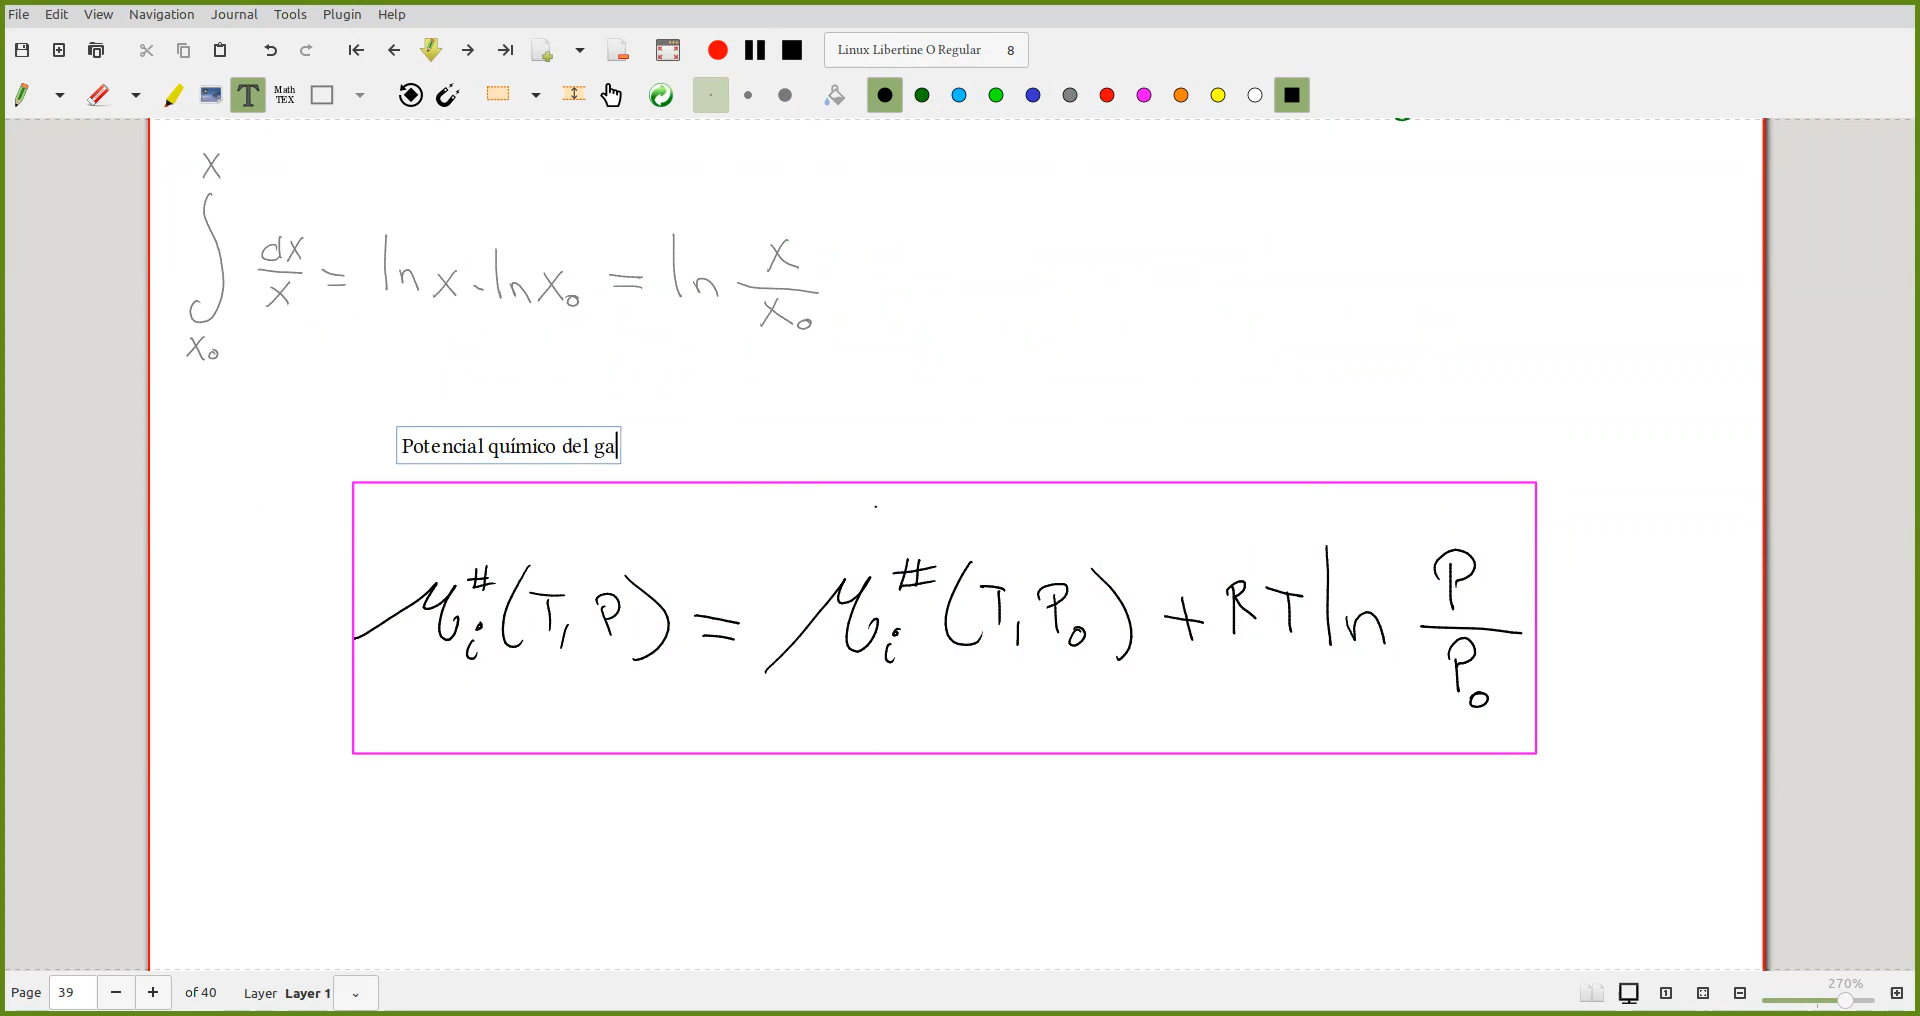 File Edit View Navigation Journal Tools Plugin Help
Linux Libertine O Regular 8
T Math TEX
∫ₓ₀ˣ dx/x = ln x - ln x₀ = ln x/x₀
Potencial químico del ga
μᵢ^#(T, P) = μᵢ^#(T, P₀) + RT ln P/P₀
270%
Page 39 of 40 Layer Layer 1